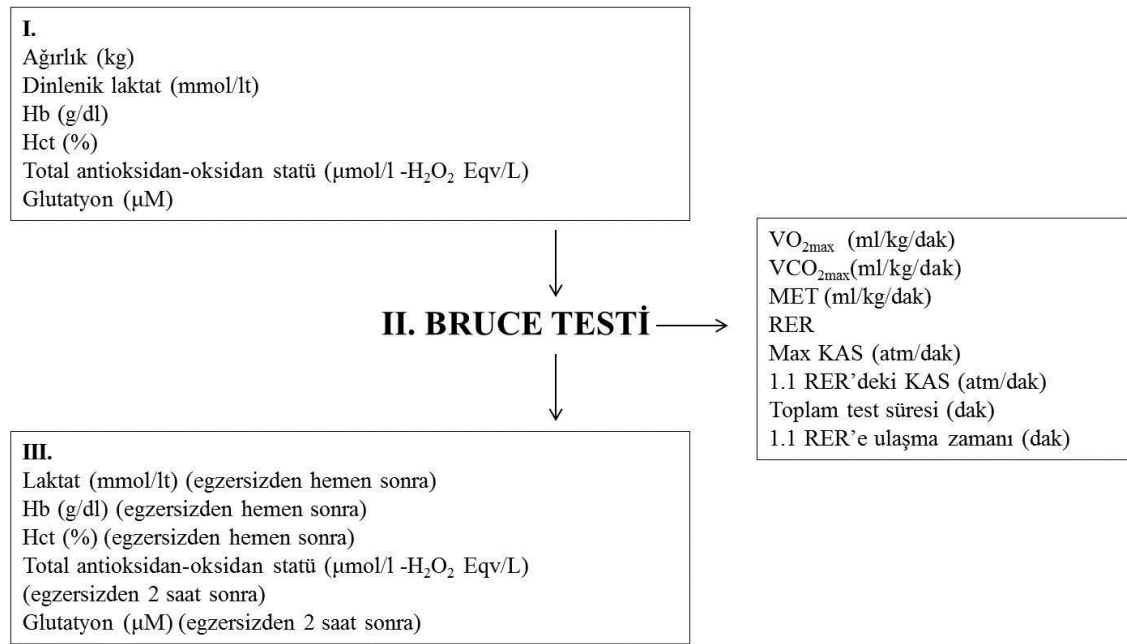 I.
Ağırlık (kg)
Dinlenik laktat (mmol/lt)
Hb (g/dl)
Hct (%)
Total antioksidan-oksidan statü (μmol/l -H₂O₂ Eqv/L)
Glutatyon (μM)
II. BRUCE TESTİ
VO₂max (ml/kg/dak)
VCO₂max(ml/kg/dak)
MET (ml/kg/dak)
RER
Max KAS (atm/dak)
1.1 RER’deki KAS (atm/dak)
Toplam test süresi (dak)
1.1 RER’e ulaşma zamanı (dak)
III.
Laktat (mmol/lt) (egzersizden hemen sonra)
Hb (g/dl) (egzersizden hemen sonra)
Hct (%) (egzersizden hemen sonra)
Total antioksidan-oksidan statü (μmol/l -H₂O₂ Eqv/L)
(egzersizden 2 saat sonra)
Glutatyon (μM) (egzersizden 2 saat sonra)